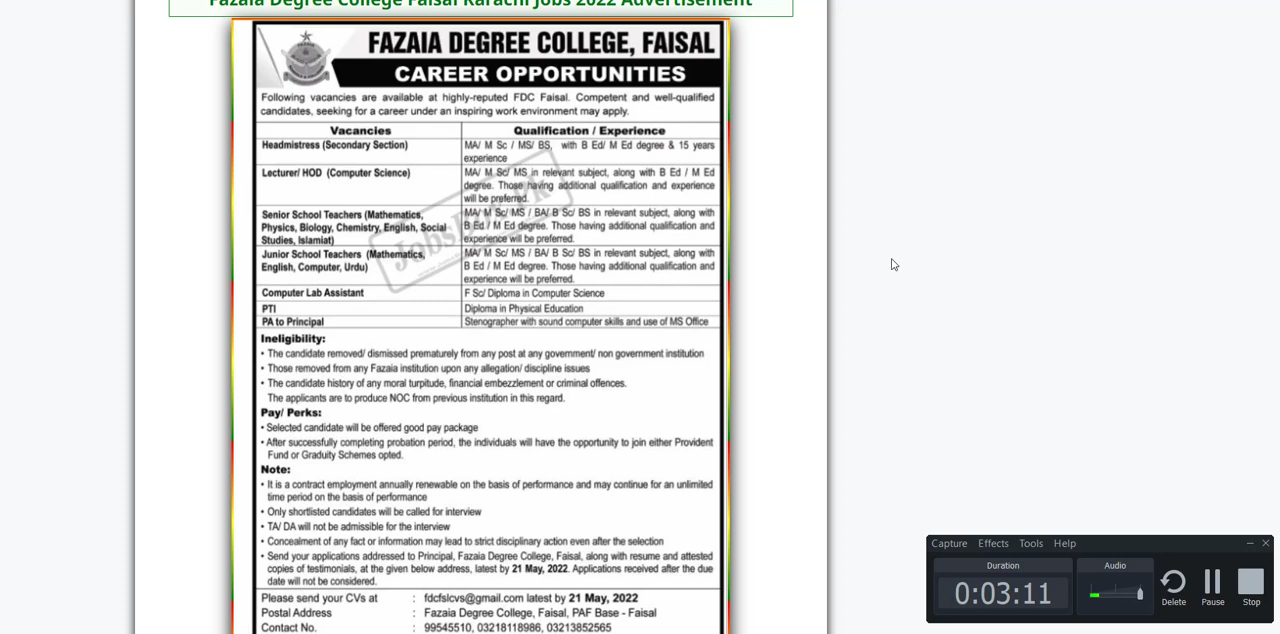 Fazaia Degree College Faisal Karachi Jobs 2022 Advertisement
FAZAIA DEGREE COLLEGE, FAISAL
CAREER OPPORTUNITIES
Following vacancies are available at highly-reputed FDC Faisal. Competent and well-qualified
candidates, seeking for a career under an inspiring work environment may apply.
Vacancies Qualification / Experience
Headmistress (Secondary Section) MA/ M Sc / MS/ BS, with B Ed/ M Ed degree & 15 years
experience
Lecturer/ HOD (Computer Science) MA/ M Sc/ MS in relevant subject, along with B Ed / M Ed
degree. Those having additional qualification and experience
will be preferred.
Senior School Teachers (Mathematics, MA/ M Sc/ MS / BA/ B Sc/ BS in relevant subject, along with
Physics, Biology, Chemistry, English, Social B Ed / M Ed degree. Those having additional qualification and
Studies, Islamiat) experience will be preferred.
Junior School Teachers (Mathematics, MA/ M Sc/ MS / BA/ B Sc/ BS in relevant subject, along with
English, Computer, Urdu) B Ed / M Ed degree. Those having additional qualification and
experience will be preferred.
Computer Lab Assistant F Sc/ Diploma in Computer Science
PTI Diploma in Physical Education
PA to Principal Stenographer with sound computer skills and use of MS Office
Ineligibility:
• The candidate removed/ dismissed prematurely from any post at any government/ non government institution
• Those removed from any Fazaia institution upon any allegation/ discipline issues
• The candidate history of any moral turpitude, financial embezzlement or criminal offences.
The applicants are to produce NOC from previous institution in this regard.
Pay/ Perks:
• Selected candidate will be offered good pay package
• After successfully completing probation period, the individuals will have the opportunity to join either Provident
Fund or Graduity Schemes opted.
Note:
• It is a contract employment annually renewable on the basis of performance and may continue for an unlimited
time period on the basis of performance
• Only shortlisted candidates will be called for interview
• TA/ DA will not be admissible for the interview
• Concealment of any fact or information may lead to strict disciplinary action even after the selection
• Send your applications addressed to Principal, Fazaia Degree College, Faisal, along with resume and attested
copies of testimonials, at the given below address, latest by 21 May, 2022. Applications received after the due
date will not be considered.
Please send your CVs at : fdcfslcvs@gmail.com latest by 21 May, 2022
Postal Address : Fazaia Degree College, Faisal, PAF Base - Faisal
Contact No. : 99545510, 03218118986, 03213852565
Capture Effects Tools Help
Duration Audio
0:03:11
Delete Pause Stop